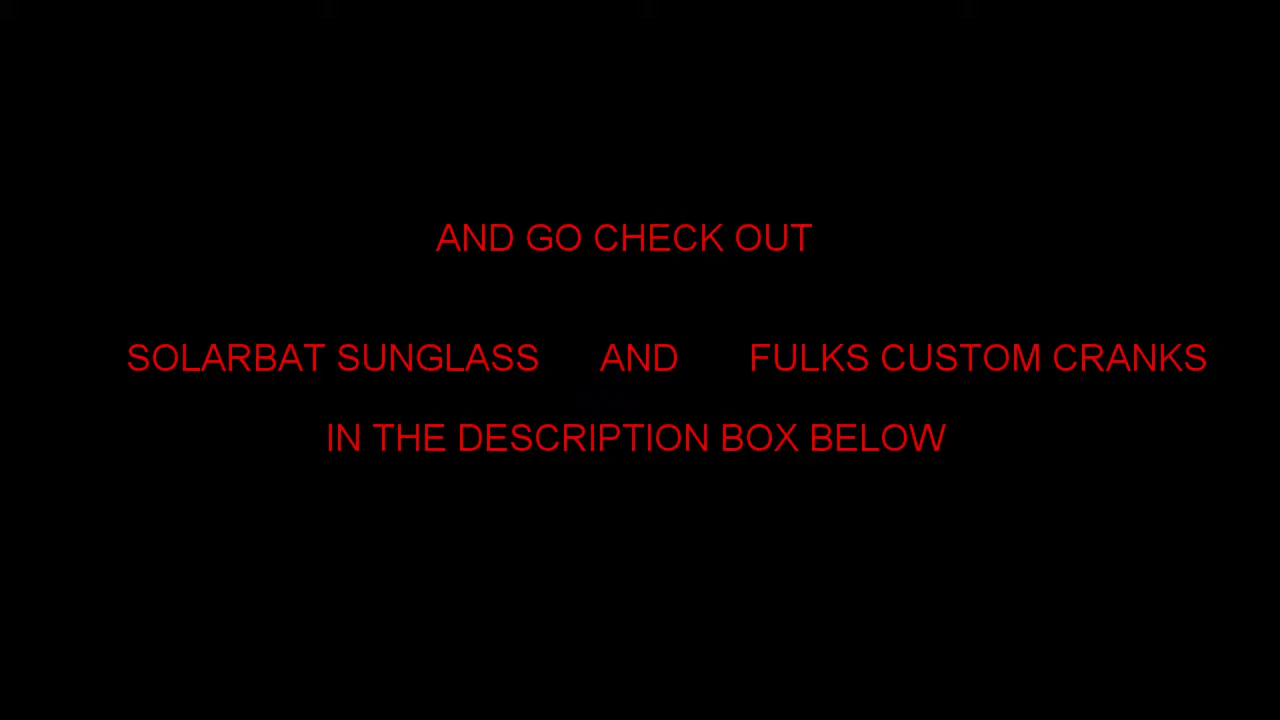 AND GO CHECK OUT
SOLARBAT SUNGLASS AND FULKS CUSTOM CRANKS
IN THE DESCRIPTION BOX BELOW